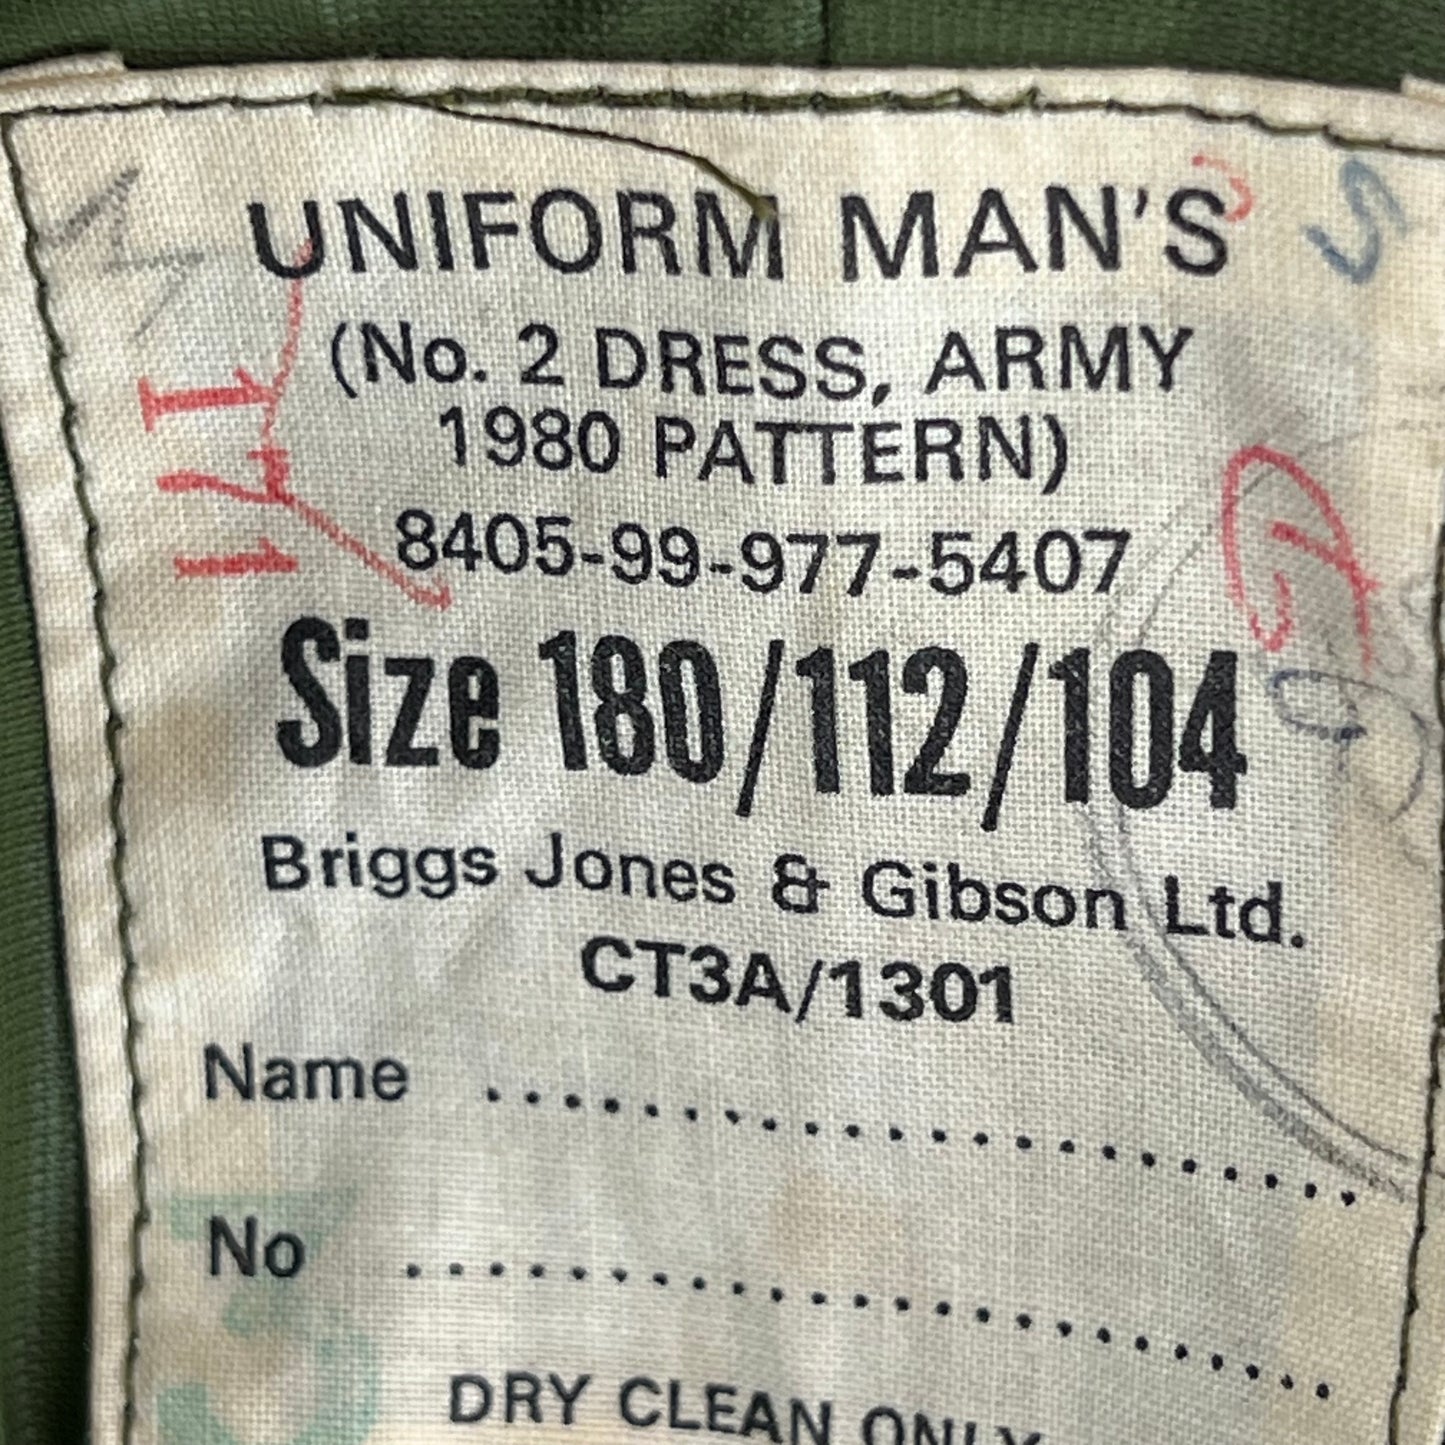 UNIFORM MAN'S
(No. 2 DRESS, ARMY
1980 PATTERN)
8405-99-977-5407
Size 180/112/104
Briggs Jones & Gibson Ltd.
CT3A/1301
Name ......................
No ........................
DRY CLEAN ONLY